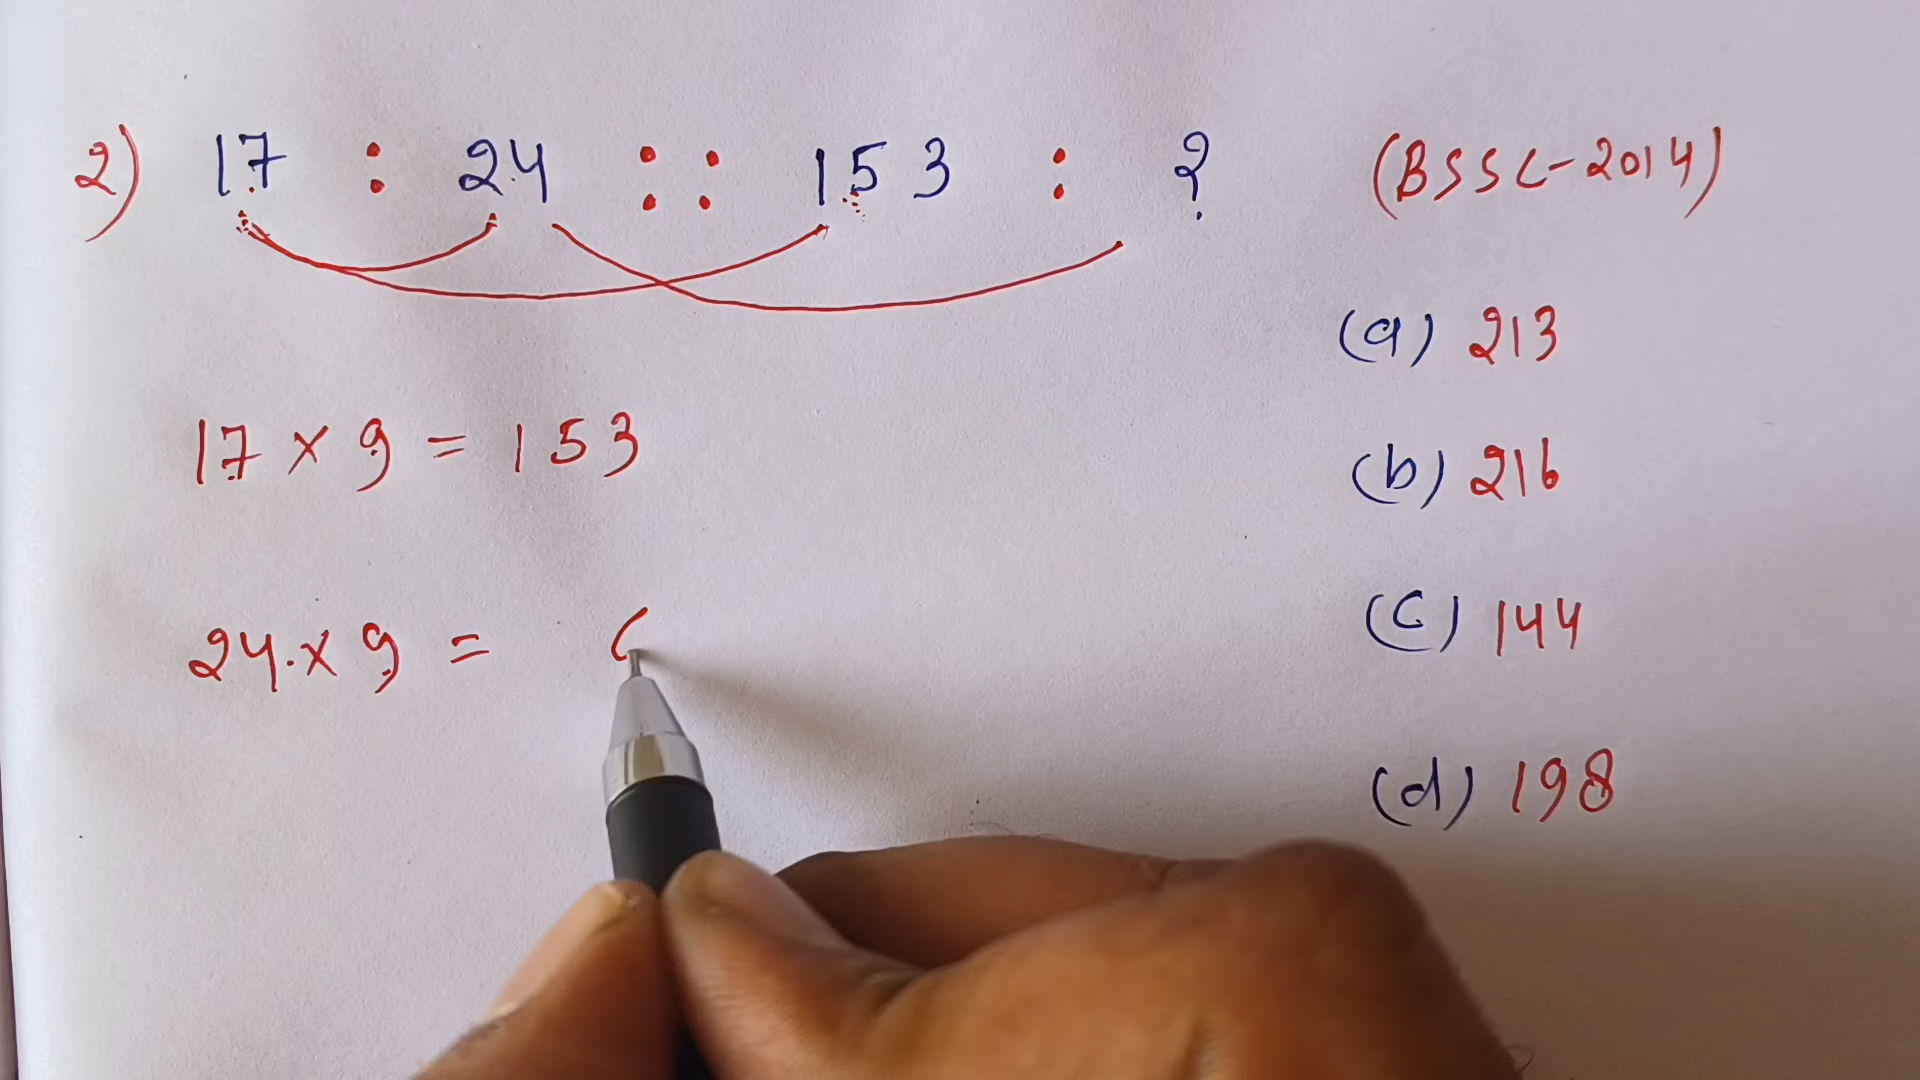 2) 17 : 24 :: 153 : ? (BSSC-2014)
(a) 213
17 x 9 = 153
(b) 216
(c) 144
24 x 9 =
(d) 198